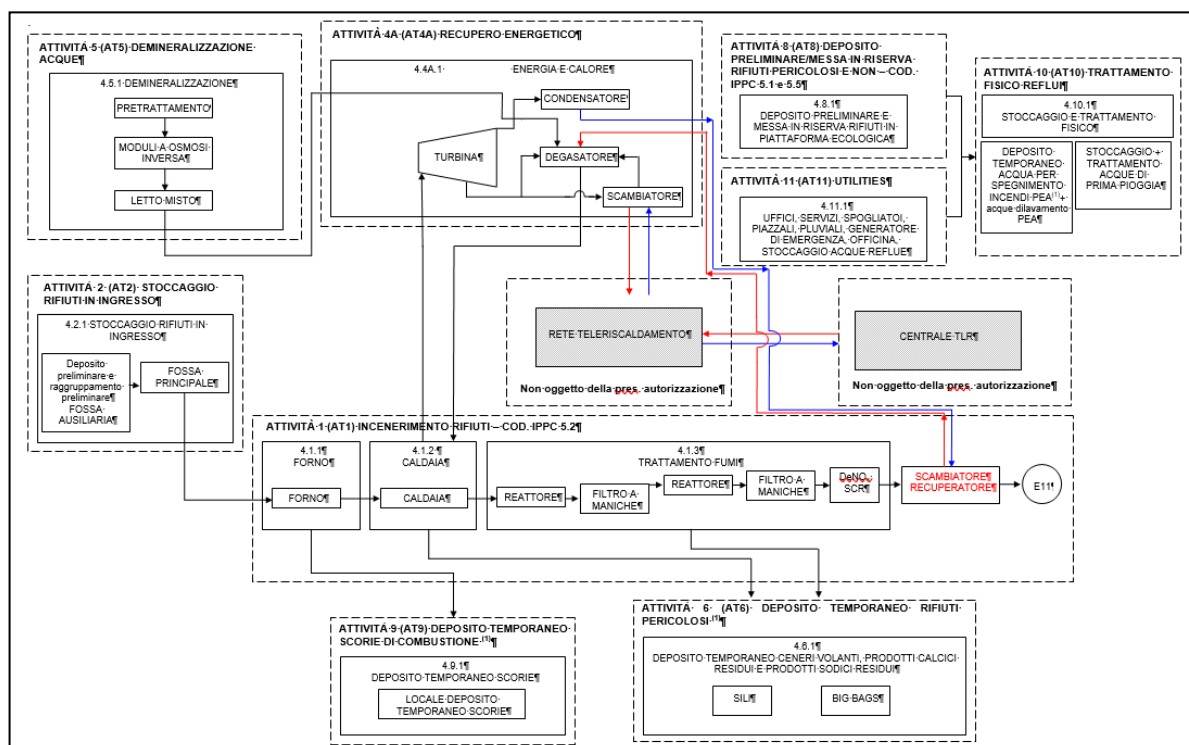 ATTIVITÀ 5 (AT5) DEMINERALIZZAZIONE
ACQUE¶
4.5.1 DEMINERALIZZAZIONE¶
PRETRATTAMENTO¶
MODULI A OSMOSI
INVERSA¶
LETTO MISTO¶
ATTIVITÀ 4A (AT4A) RECUPERO ENERGETICO¶
4.4A.1 ENERGIA E CALORE¶
CONDENSATORE¶
TURBINA¶
DEGASATORE¶
SCAMBIATORE¶
ATTIVITÀ 8 (AT8) DEPOSITO
PRELIMINARE/MESSA IN RISERVA
RIFIUTI PERICOLOSI E NON – COD.
IPPC 5.1 e 5.5¶
4.8.1
DEPOSITO PRELIMINARE E
MESSA IN RISERVA RIFIUTI IN
PIATTAFORMA ECOLOGICA¶
ATTIVITÀ 11 (AT11) UTILITIES¶
4.11.1¶
UFFICI, SERVIZI, SPOGLIATOI,
PIAZZALI, PLUVIALI, GENERATORE
DI EMERGENZA, OFFICINA,
STOCCAGGIO ACQUE REFLUE¶
ATTIVITÀ 10 (AT10) TRATTAMENTO
FISICO REFLUI¶
4.10.1¶
STOCCAGGIO E TRATTAMENTO
FISICO¶
DEPOSITO
TEMPORANEO
ACQUA PER
SPEGNIMENTO
INCENDI PEA(1)+
acque dilavamento
PEA¶
STOCCAGGIO +
TRATTAMENTO
ACQUE DI
PRIMA PIOGGIA¶
ATTIVITÀ 2 (AT2) STOCCAGGIO
RIFIUTI IN INGRESSO¶
4.2.1 STOCCAGGIO RIFIUTI IN
INGRESSO¶
Deposito
preliminare e
raggruppamento
preliminare¶
FOSSA
AUSILIARIA¶
FOSSA
PRINCIPALE¶
RETE TELERISCALDAMENTO¶
Non oggetto della pres. autorizzazione¶
CENTRALE TLR¶
Non oggetto della pres. autorizzazione¶
ATTIVITÀ 1 (AT1) INCENERIMENTO RIFIUTI – COD. IPPC 5.2¶
4.1.1¶
FORNO¶
FORNO¶
4.1.2 ¶
CALDAIA¶
CALDAIA¶
4.1.3¶
TRATTAMENTO FUMI¶
REATTORE¶
FILTRO A
MANICHE¶
REATTORE¶
FILTRO A
MANICHE¶
DeNOx
SCR¶
SCAMBIATORE¶
RECUPERATORE¶
E11¶
ATTIVITÀ 9 (AT9) DEPOSITO TEMPORANEO
SCORIE DI COMBUSTIONE (1)¶
4.9.1¶
DEPOSITO TEMPORANEO SCORIE¶
LOCALE DEPOSITO
TEMPORANEO SCORIE¶
ATTIVITÀ 6 (AT6) DEPOSITO TEMPORANEO RIFIUTI
PERICOLOSI (1)¶
4.6.1¶
DEPOSITO TEMPORANEO CENERI VOLANTI, PRODOTTI CALCICI
RESIDUI E PRODOTTI SODICI RESIDUI¶
SILI¶
BIG BAGS¶